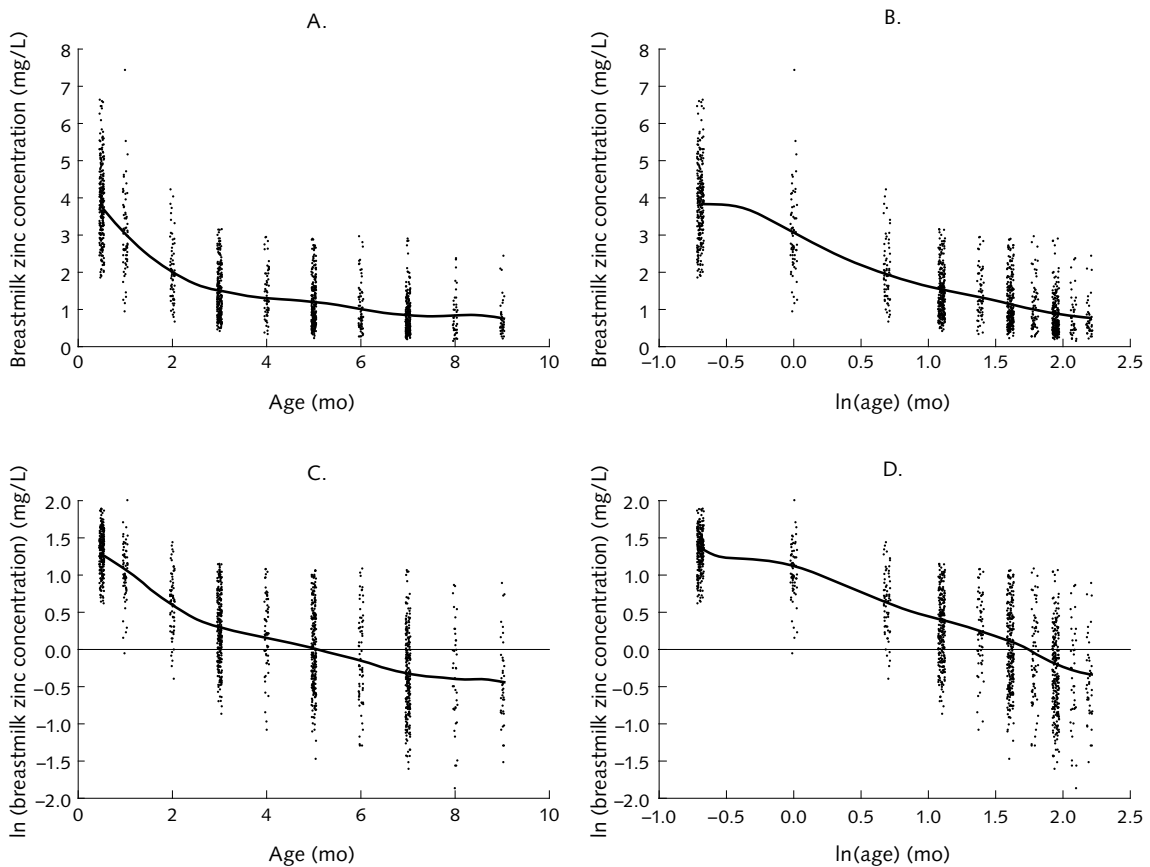 A.
Breastmilk zinc concentration (mg/L)
8
7
6
5
4
3
2
1
0
0 2 4 6 8 10
Age (mo)
B.
Breastmilk zinc concentration (mg/L)
8
7
6
5
4
3
2
1
0
–1.0 –0.5 0.0 0.5 1.0 1.5 2.0 2.5
ln(age) (mo)
C.
ln (breastmilk zinc concentration) (mg/L)
2.0
1.5
1.0
0.5
0.0
–0.5
–1.0
–1.5
–2.0
0 2 4 6 8 10
Age (mo)
D.
ln (breastmilk zinc concentration) (mg/L)
2.0
1.5
1.0
0.5
0.0
–0.5
–1.0
–1.5
–2.0
–1.0 –0.5 0.0 0.5 1.0 1.5 2.0 2.5
ln(age) (mo)